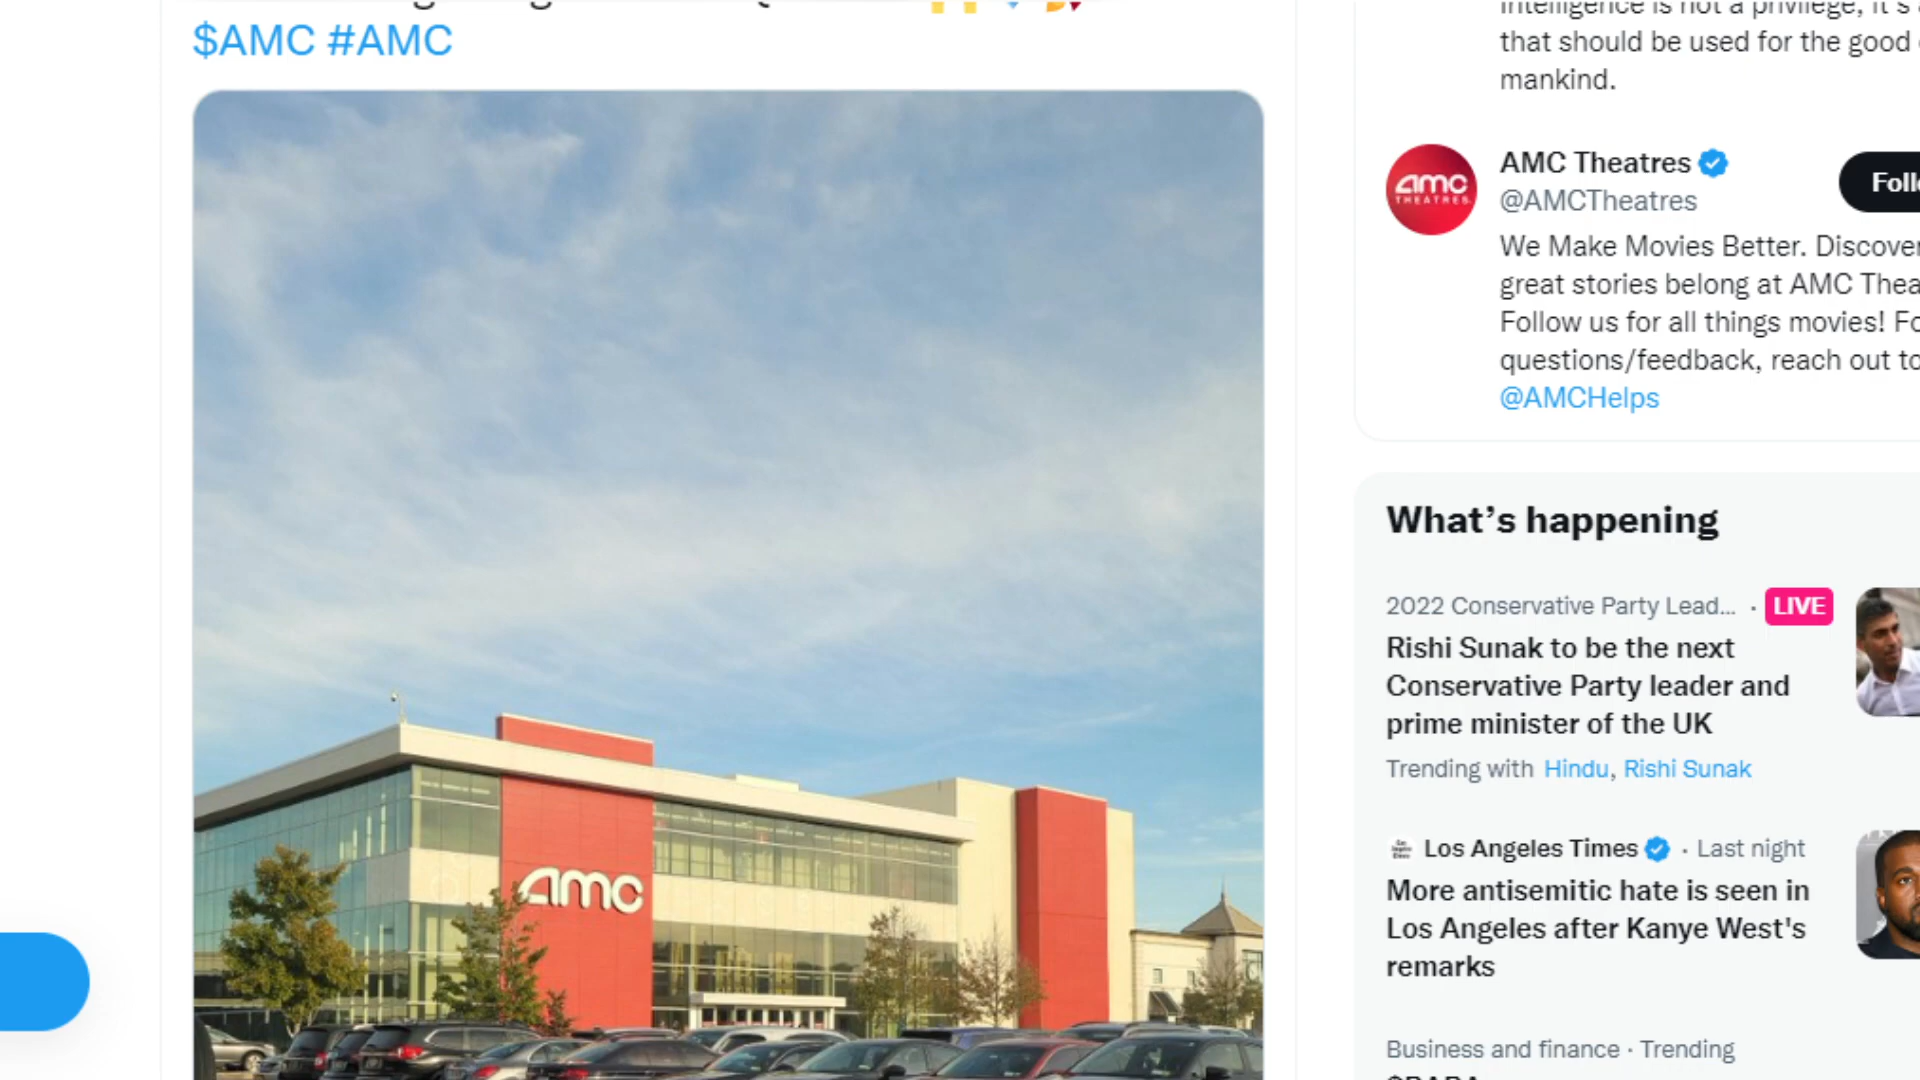 $AMC #AMC
amc
that should be used for the good
mankind.
amc
THEATRES
AMC Theatres
@AMCTheatres
We Make Movies Better. Discover
great stories belong at AMC
Follow us for all things movies!
questions/feedback, reach out to
@AMCHelps
What's happening
2022 Conservative Party Lead... · LIVE
Rishi Sunak to be the next
Conservative Party leader and
prime minister of the UK
Trending with Hindu, Rishi Sunak
Los Angeles Times · Last night
More antisemitic hate is seen in
Los Angeles after Kanye West's
remarks
Business and finance · Trending